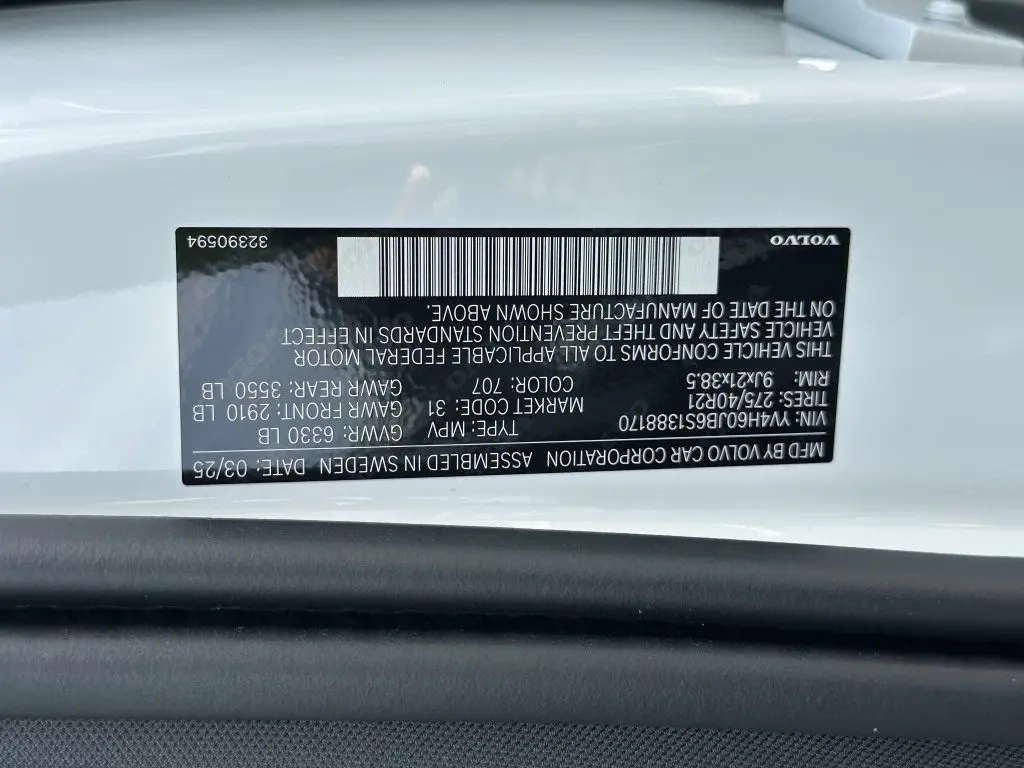 MFD BY VOLVO CAR CORPORATION ASSEMBLED IN SWEDEN DATE: 03/25
VIN: YV4H60JB6S1388170 TYPE: MPV GVWR: 6330 LB
TIRES: 275/40R21 MARKET CODE: 31 GAWR FRONT: 2910 LB
RIM: 9Jx21x38.5 COLOR: 707 GAWR REAR: 3550 LB
THIS VEHICLE CONFORMS TO ALL APPLICABLE FEDERAL MOTOR
VEHICLE SAFETY AND THEFT PREVENTION STANDARDS IN EFFECT
ON THE DATE OF MANUFACTURE SHOWN ABOVE.
VOLVO 32390594